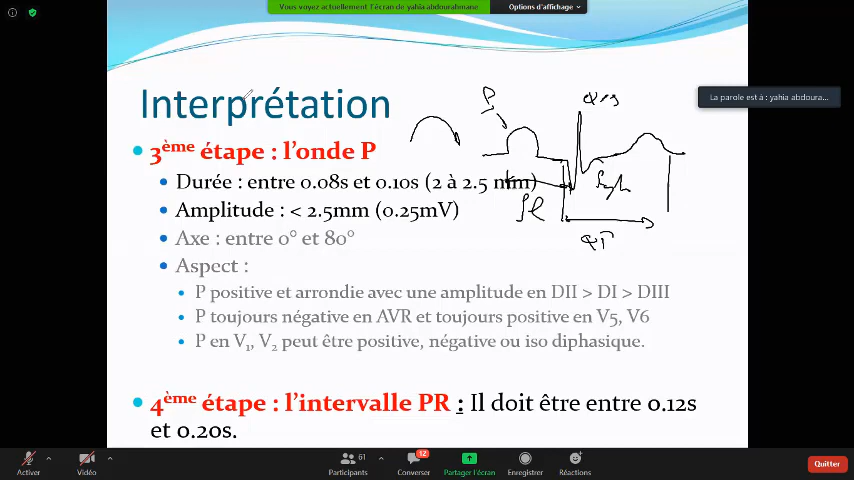 Vous voyez actuellement l'écran de yahia abdourahmane
Options d'affichage
La parole est à : yahia abdoura...
Interprétation
P
QRS
3ème étape : l'onde P
Durée : entre 0.08s et 0.10s (2 à 2.5 mm)
Amplitude : < 2.5mm (0.25mV)
PR
QT
Axe : entre 0° et 80°
Aspect :
P positive et arrondie avec une amplitude en DII > DI > DIII
P toujours négative en AVR et toujours positive en V5, V6
P en V1, V2 peut être positive, négative ou iso diphasique.
4ème étape : l'intervalle PR : Il doit être entre 0.12s
et 0.20s.
Activer
Vidéo
61
Participants
12
Converser
Partager l'écran
Enregistrer
Réactions
Quitter